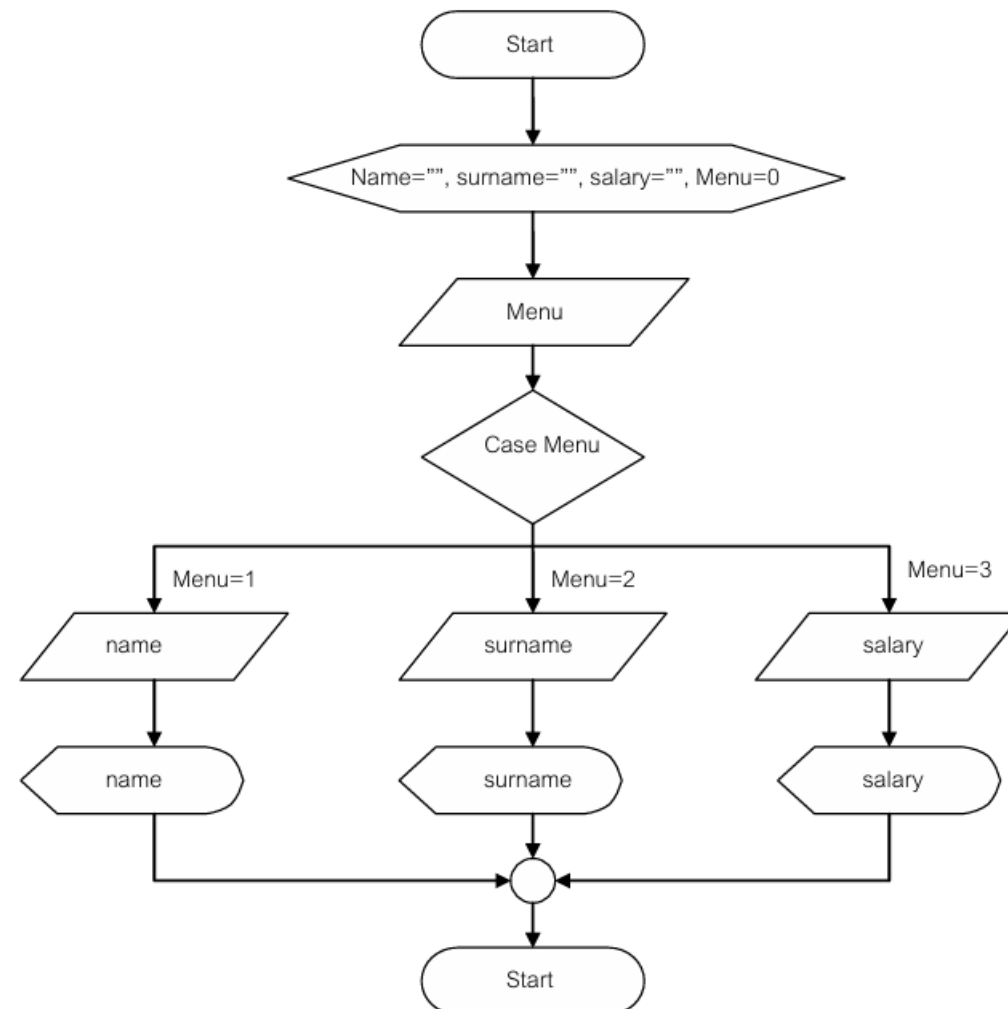 Start
Name=””, surname=””, salary=””, Menu=0
Menu
Case Menu
Menu=1
Menu=2
Menu=3
name
surname
salary
name
surname
salary
Start